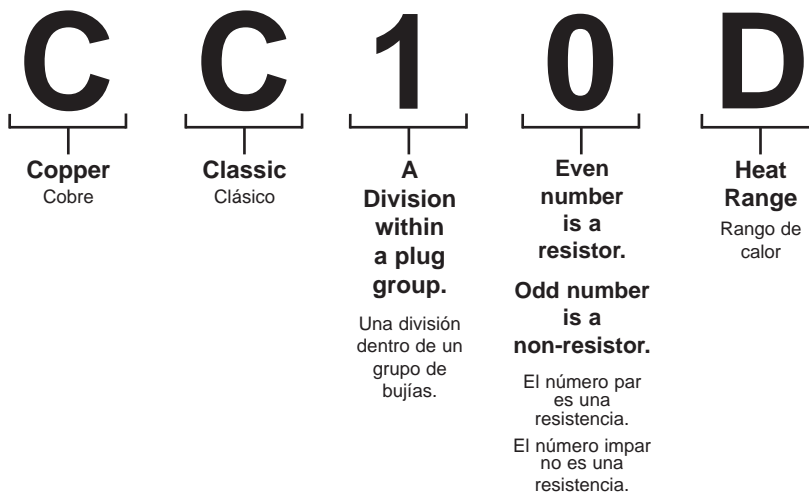 C C 1 0 D
Copper
Cobre
Classic
Clásico
A
Division
within
a plug
group.
Una división
dentro de un
grupo de
bujías.
Even
number
is a
resistor.
Odd number
is a
non-resistor.
El número par
es una
resistencia.
El número impar
no es una
resistencia.
Heat
Range
Rango de
calor